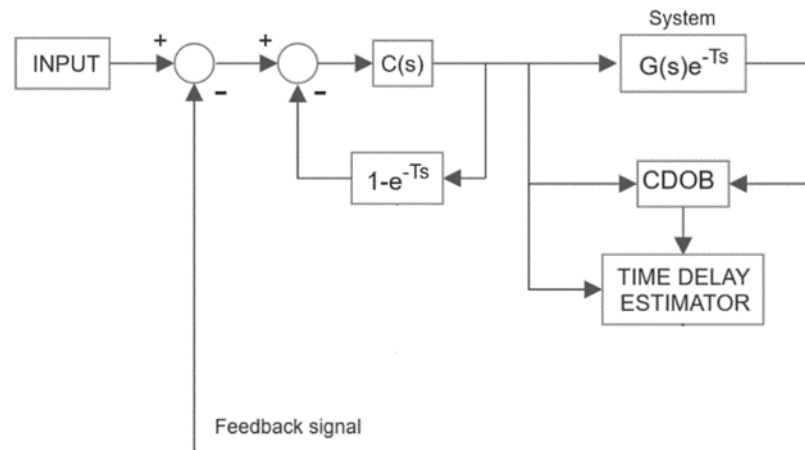 System
INPUT
+
-
+
-
C(s)
G(s)e^-Ts
1-e^-Ts
CDOB
TIME DELAY
ESTIMATOR
Feedback signal